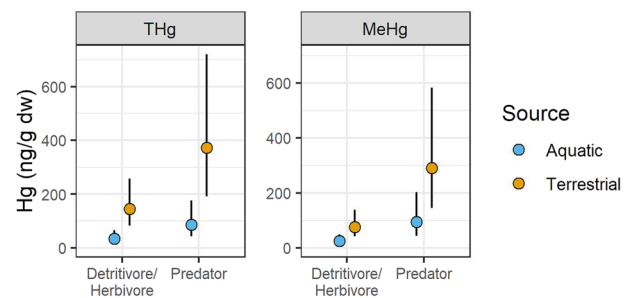 THg
MeHg
Hg (ng/g dw)
600
400
200
0
600
400
200
0
Detritivore/
Herbivore
Predator
Detritivore/
Herbivore
Predator
Source
Aquatic
Terrestrial